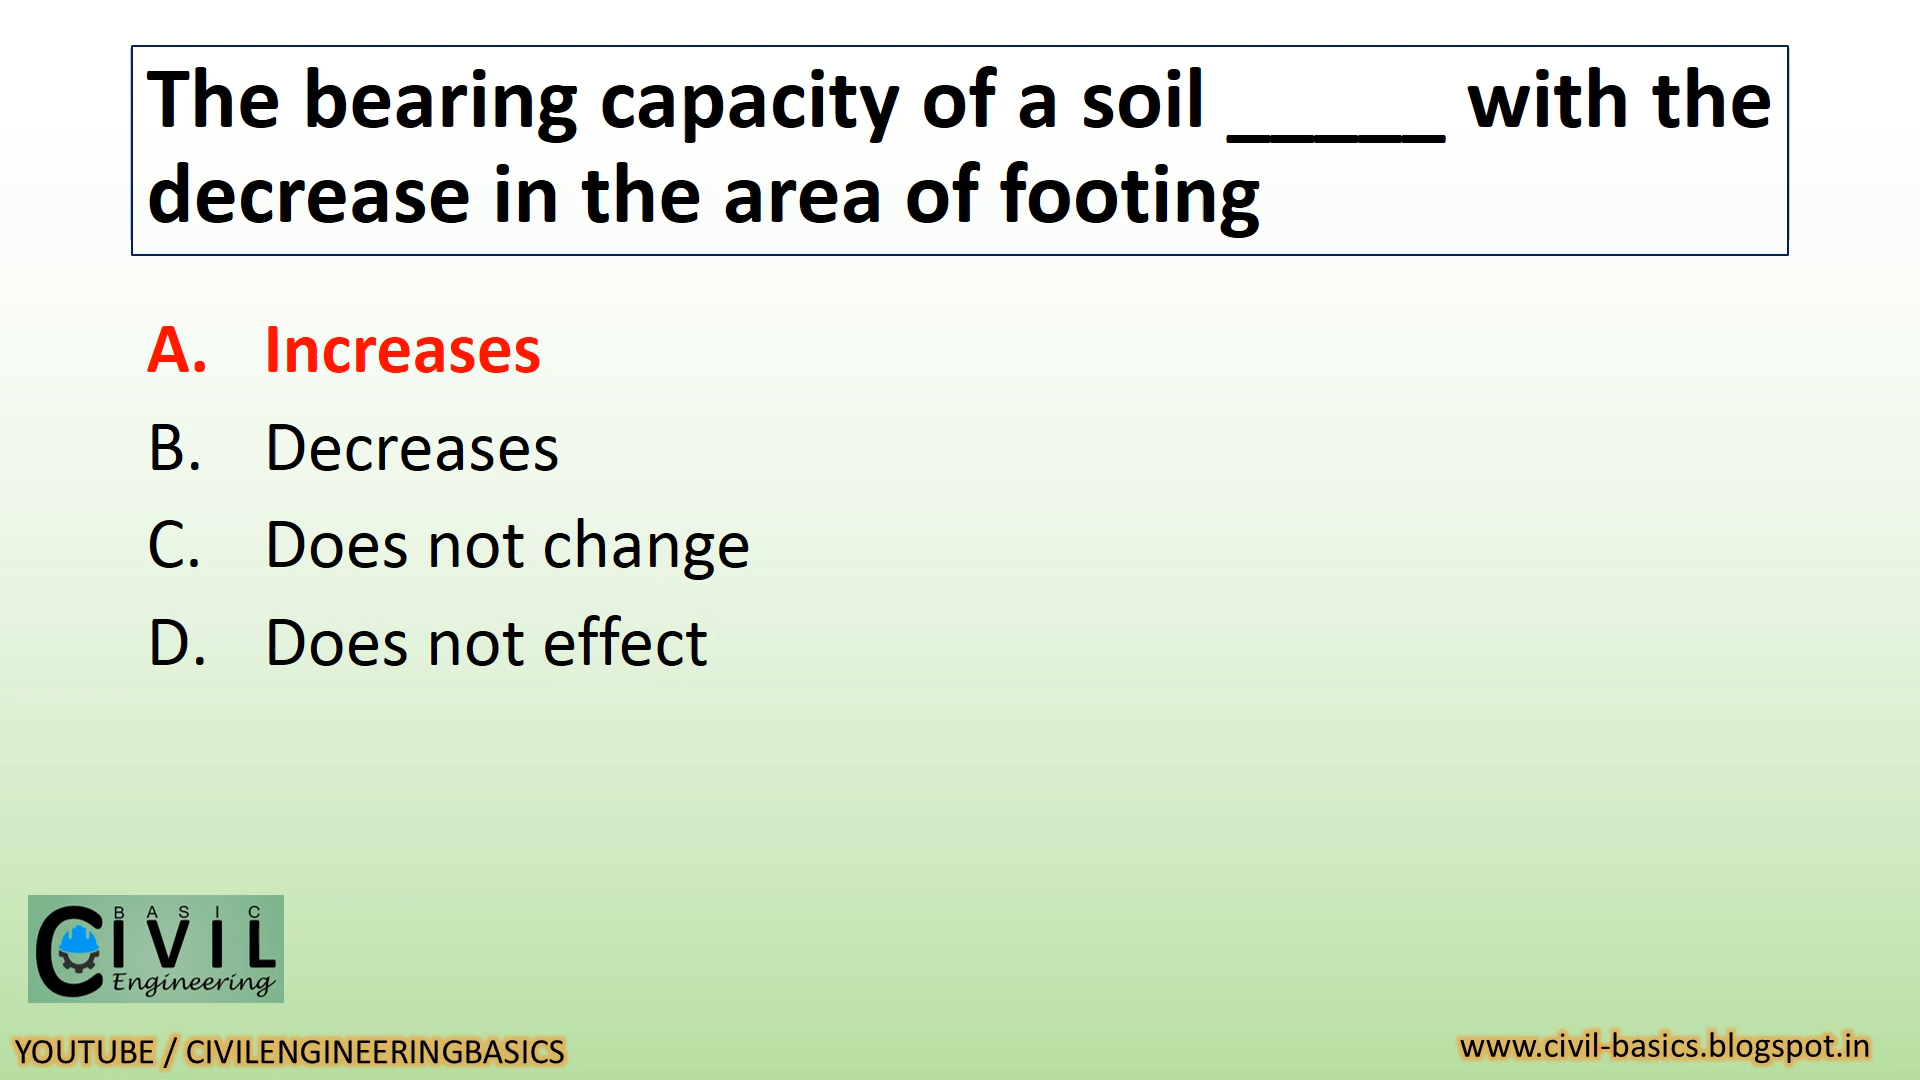 The bearing capacity of a soil _____ with the
decrease in the area of footing
A. Increases
B. Decreases
C. Does not change
D. Does not effect
BASIC
CIVIL
Engineering
YOUTUBE / CIVILENGINEERINGBASICS
www.civil-basics.blogspot.in